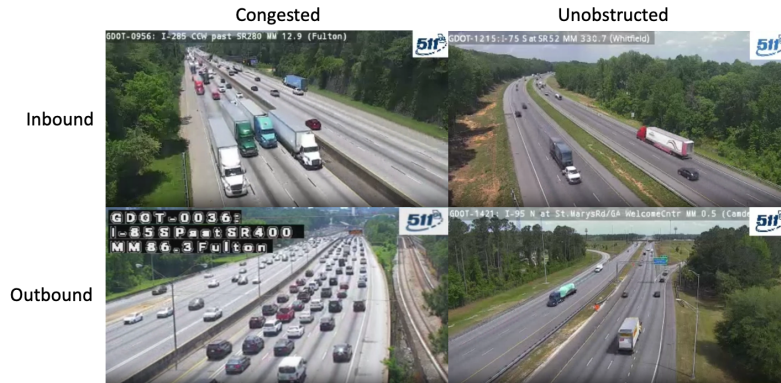 Congested
Unobstructed
Inbound
GDOT-0956: I-285 CCW past SR280 MM 12.9 (Fulton)
511
GDOT-1215: I-75 S at SR52 MM 330.7 (Whitfield)
511
Outbound
GDOT-0036:
I-85 S Past SR400
MM 86.3 Fulton
511
GDOT-1421: I-95 N at St.MarysRd/GA WelcomeCntr MM 0.5 (Camde
511